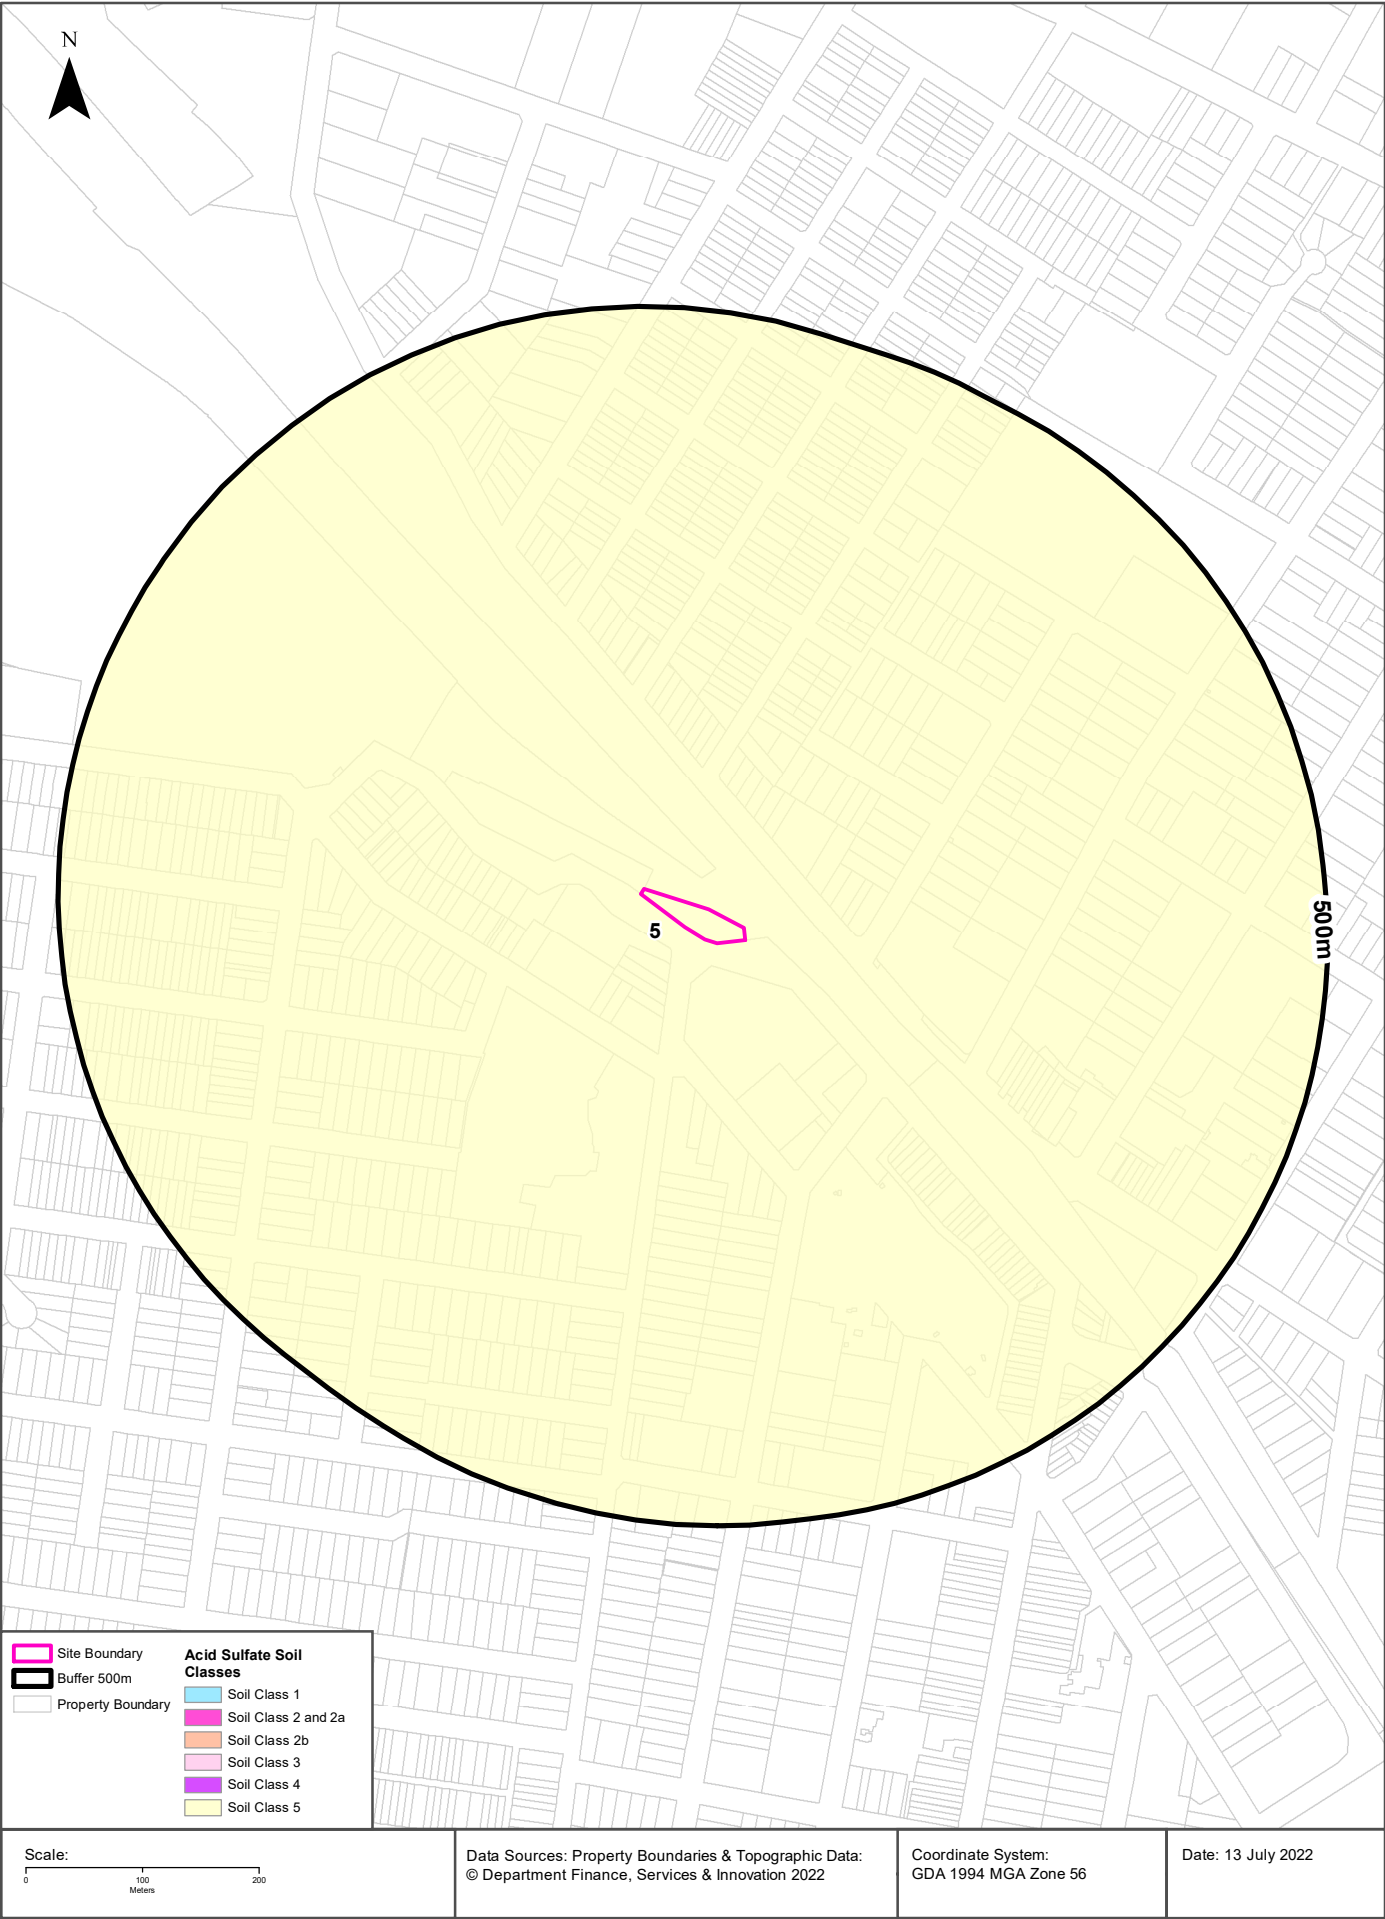 N
5
500m
Site Boundary
Buffer 500m
Property Boundary
Acid Sulfate Soil
Classes
Soil Class 1
Soil Class 2 and 2a
Soil Class 2b
Soil Class 3
Soil Class 4
Soil Class 5
Scale:
0 100 200
Meters
Data Sources: Property Boundaries & Topographic Data:
© Department Finance, Services & Innovation 2022
Coordinate System:
GDA 1994 MGA Zone 56
Date: 13 July 2022